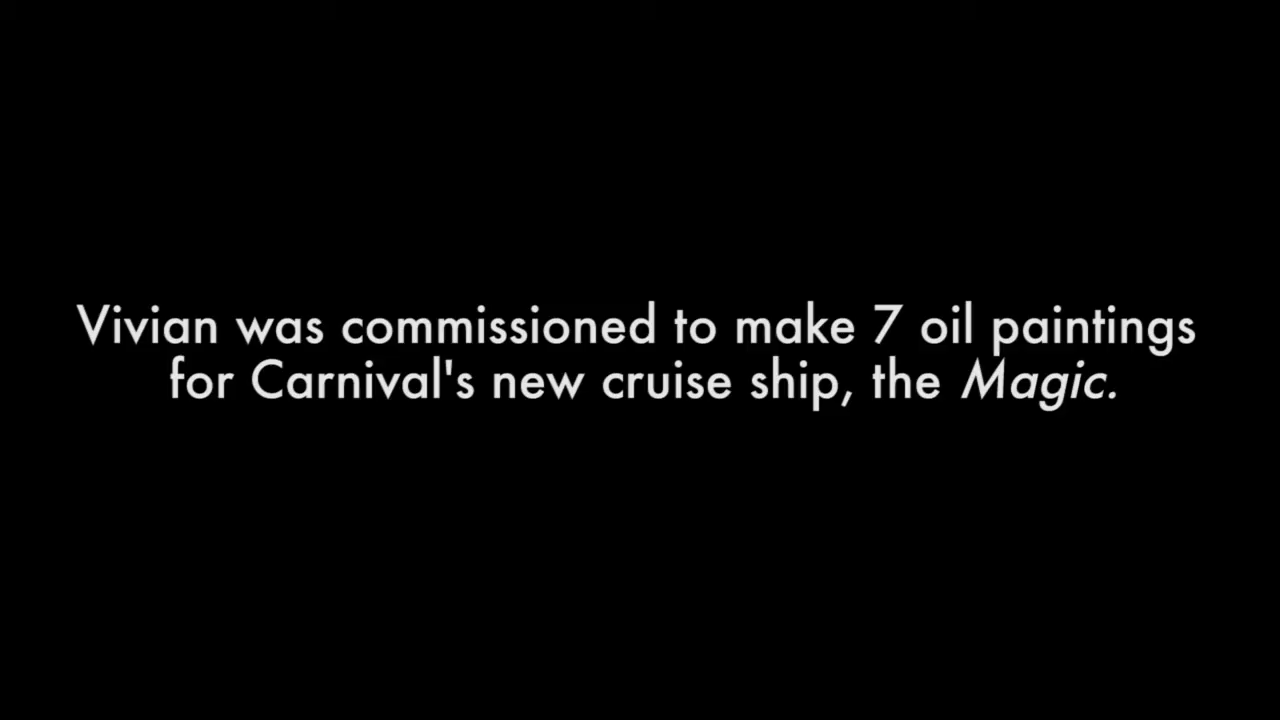 Vivian was commissioned to make 7 oil paintings
for Carnival's new cruise ship, the Magic.